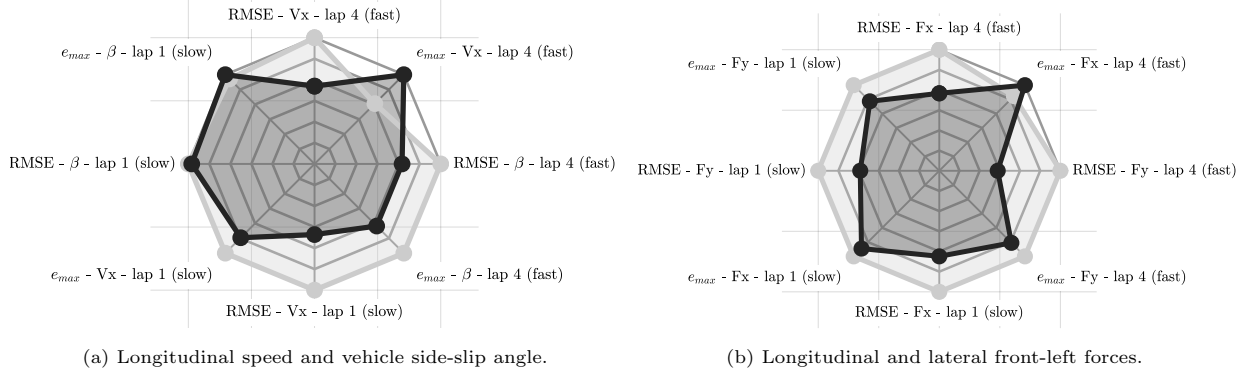 RMSE - Vx - lap 4 (fast)
e_max - β - lap 1 (slow)
e_max - Vx - lap 4 (fast)
RMSE - β - lap 1 (slow)
RMSE - β - lap 4 (fast)
e_max - Vx - lap 1 (slow)
e_max - β - lap 4 (fast)
RMSE - Vx - lap 1 (slow)
(a) Longitudinal speed and vehicle side-slip angle.
RMSE - Fx - lap 4 (fast)
e_max - Fy - lap 1 (slow)
e_max - Fx - lap 4 (fast)
RMSE - Fy - lap 1 (slow)
RMSE - Fy - lap 4 (fast)
e_max - Fx - lap 1 (slow)
e_max - Fy - lap 4 (fast)
RMSE - Fx - lap 1 (slow)
(b) Longitudinal and lateral front-left forces.